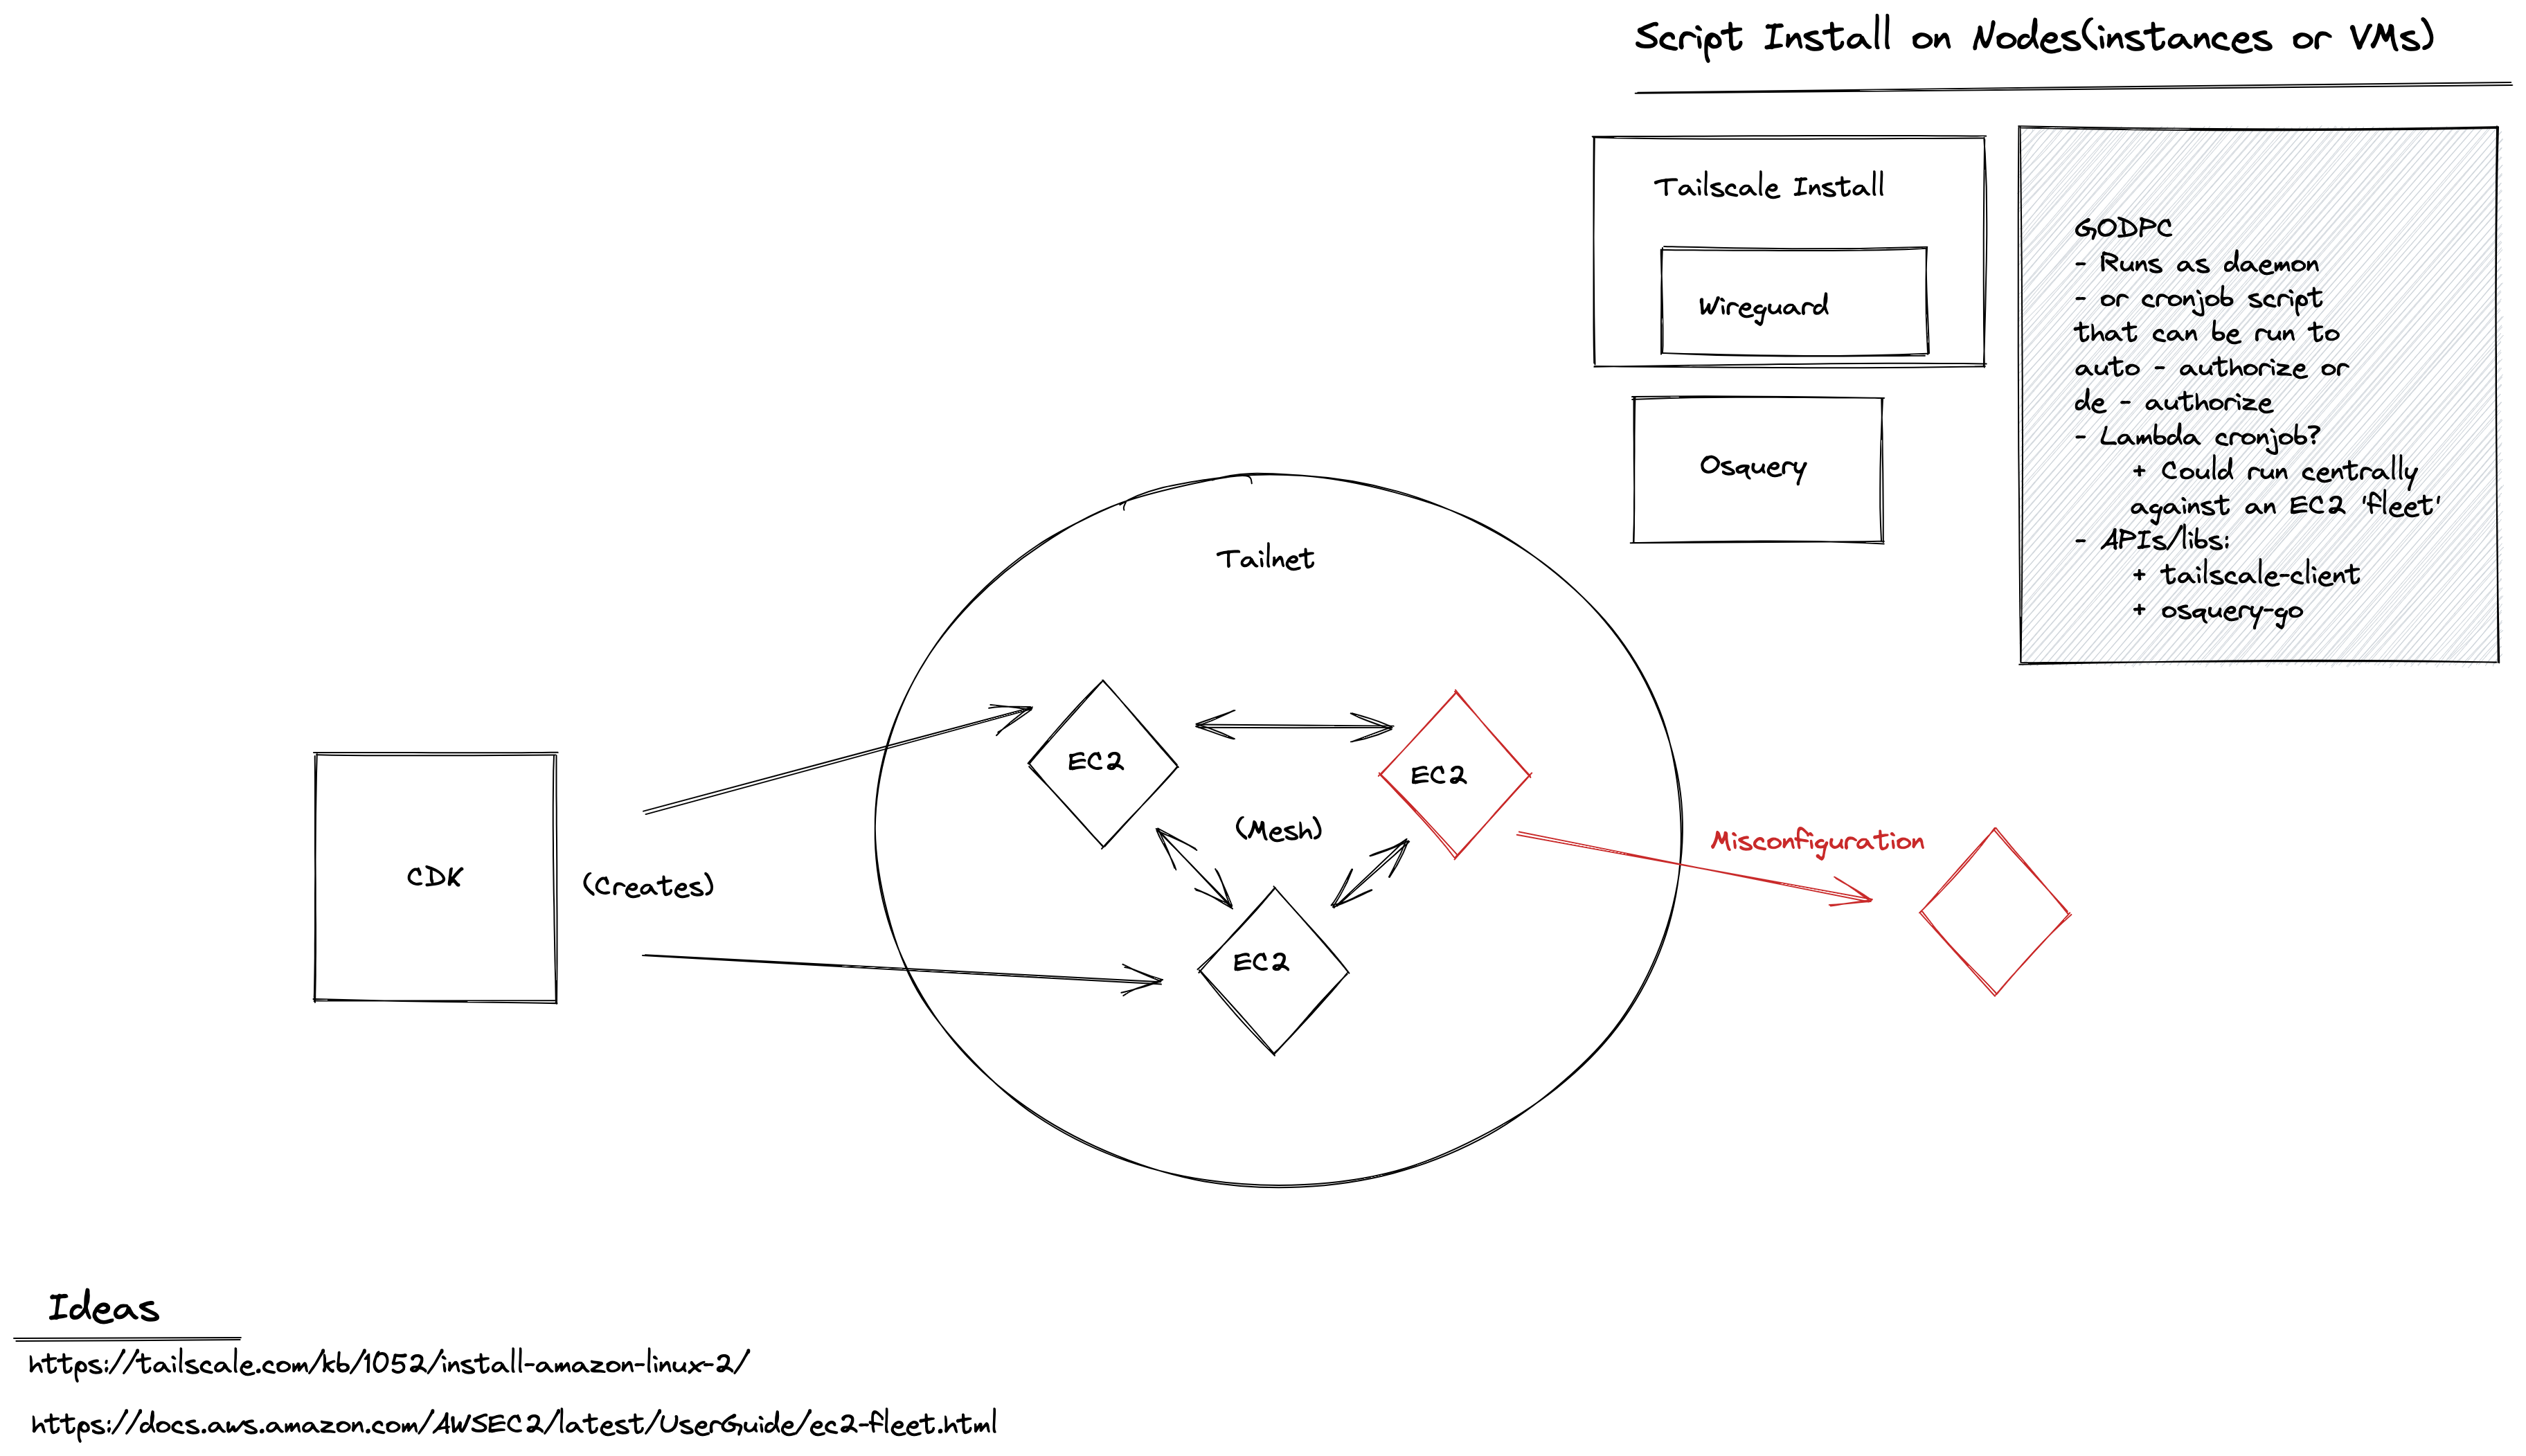 Script Install on Nodes(instances or VMs)
Tailscale Install
Wireguard
Osquery
GODPC
- Runs as daemon
- or cronjob script
that can be run to
auto - authorize or
de - authorize
- Lambda cronjob?
+ Could run centrally
against an EC2 'fleet'
- APIs/libs:
+ tailscale-client
+ osquery-go
Tailnet
EC2
EC2
(Mesh)
EC2
CDK
(Creates)
Misconfiguration
Ideas
https://tailscale.com/kb/1052/install-amazon-linux-2/
https://docs.aws.amazon.com/AWSEC2/latest/UserGuide/ec2-fleet.html